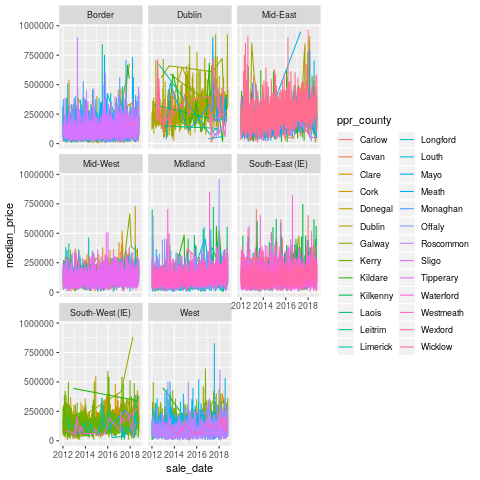 Border Dublin Mid-East
1000000
750000
500000
250000
0
Mid-West Midland South-East (IE)
1000000
750000
500000
250000
0
2012 2014 2016 2018
South-West (IE) West
1000000
750000
500000
250000
0
2012 2014 2016 2018 2012 2014 2016 2018
sale_date
median_price
ppr_county
Carlow Longford
Cavan Louth
Clare Mayo
Cork Meath
Donegal Monaghan
Dublin Offaly
Galway Roscommon
Kerry Sligo
Kildare Tipperary
Kilkenny Waterford
Laois Westmeath
Leitrim Wexford
Limerick Wicklow